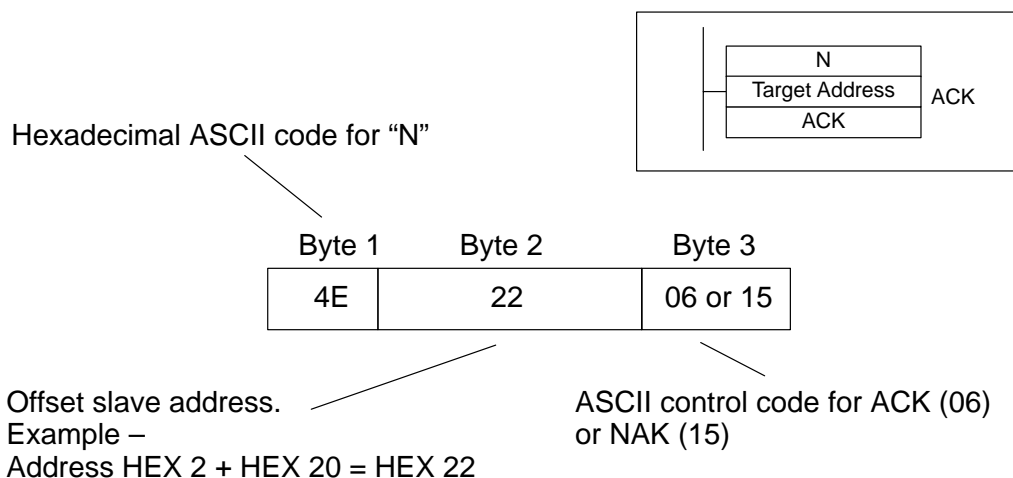 N
Target Address
ACK
ACK
Hexadecimal ASCII code for “N”
Byte 1 Byte 2 Byte 3
4E 22 06 or 15
Offset slave address.
Example –
Address HEX 2 + HEX 20 = HEX 22
ASCII control code for ACK (06)
or NAK (15)